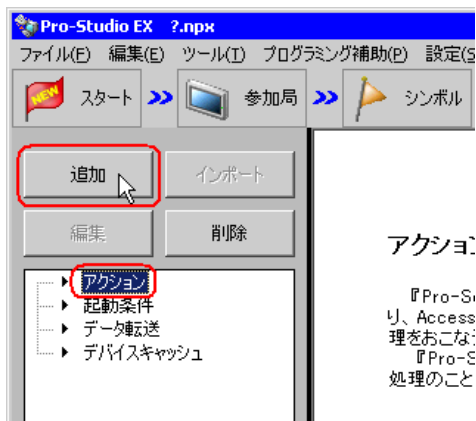 Pro-Studio EX ?.npx
ファイル(F) 編集(E) ツール(T) プログラミング補助(P) 設定(S
NEW スタート 参加局 シンボル
追加 インポート
編集 削除
アクション
起動条件
データ転送
デバイスキャッシュ
アクション
『Pro-Se
り、Access
理をおこな
『Pro-S
処理のこと